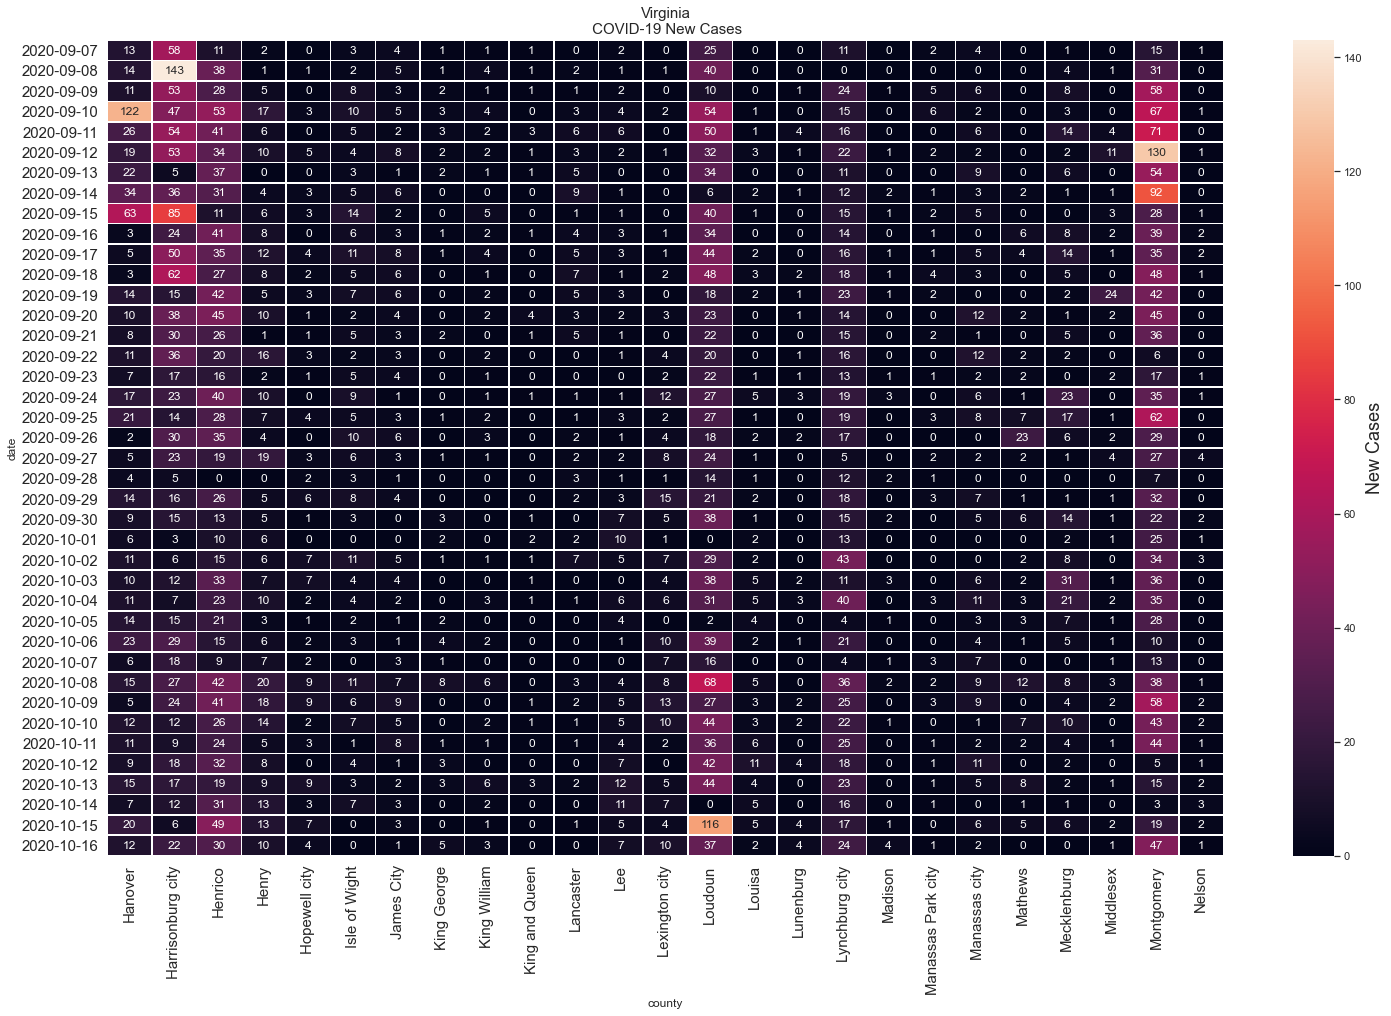 Virginia
COVID-19 New Cases
2020-09-07 13 58 11 2 0 3 4 1 1 1 0 2 0 25 0 0 11 0 2 4 0 1 0 15 1
2020-09-08 14 143 38 1 1 2 5 1 4 1 2 1 1 40 0 0 0 0 0 0 0 4 1 31 0
2020-09-09 11 53 28 5 0 8 3 2 1 1 1 2 0 10 0 1 24 1 5 6 0 8 0 58 0
2020-09-10 122 47 53 17 3 10 5 3 4 0 3 4 2 54 1 0 15 0 6 2 0 3 0 67 1
2020-09-11 26 54 41 6 0 5 2 3 2 3 6 6 0 50 1 4 16 0 0 6 0 14 4 71 0
2020-09-12 19 53 34 10 5 4 8 2 2 1 3 2 1 32 3 1 22 1 2 2 0 2 11 130 1
2020-09-13 22 5 37 0 0 3 1 2 1 1 5 0 0 34 0 0 11 0 0 9 0 6 0 54 0
2020-09-14 34 36 31 4 3 5 6 0 0 0 9 1 0 6 2 1 12 2 1 3 2 1 1 92 0
2020-09-15 63 85 11 6 3 14 2 0 5 0 1 1 0 40 1 0 15 1 2 5 0 0 3 28 1
2020-09-16 3 24 41 8 0 6 3 1 2 1 4 3 1 34 0 0 14 0 1 0 6 8 2 39 2
2020-09-17 5 50 35 12 4 11 8 1 4 0 5 3 1 44 2 0 16 1 1 5 4 14 1 35 2
2020-09-18 3 62 27 8 2 5 6 0 1 0 7 1 2 48 3 2 18 1 4 3 0 5 0 48 1
2020-09-19 14 15 42 5 3 7 6 0 2 0 5 3 0 18 2 1 23 1 2 0 0 2 24 42 0
2020-09-20 10 38 45 10 1 2 4 0 2 4 3 2 3 23 0 1 14 0 0 12 2 1 2 45 0
2020-09-21 8 30 26 1 1 5 3 2 0 1 5 1 0 22 0 0 15 0 2 1 0 5 0 36 0
2020-09-22 11 36 20 16 3 2 3 0 2 0 0 1 4 20 0 1 16 0 0 12 2 2 0 6 0
2020-09-23 7 17 16 2 1 5 4 0 1 0 0 0 2 22 1 1 13 1 1 2 2 0 2 17 1
2020-09-24 17 23 40 10 0 9 1 0 1 1 1 1 12 27 5 3 19 3 0 6 1 23 0 35 1
2020-09-25 21 14 28 7 4 5 3 1 2 0 1 3 2 27 1 0 19 0 3 8 7 17 1 62 0
2020-09-26 2 30 35 4 0 10 6 0 3 0 2 1 4 18 2 2 17 0 0 0 23 6 2 29 0
2020-09-27 5 23 19 19 3 6 3 1 1 0 2 2 8 24 1 0 5 0 2 2 2 1 4 27 4
2020-09-28 4 5 0 0 2 3 1 0 0 0 3 1 1 14 1 0 12 2 1 0 0 0 0 7 0
2020-09-29 14 16 26 5 6 8 4 0 0 0 2 3 15 21 2 0 18 0 3 7 1 1 1 32 0
2020-09-30 9 15 13 5 1 3 0 3 0 1 0 7 5 38 1 0 15 2 0 5 6 14 1 22 2
2020-10-01 6 3 10 6 0 0 0 2 0 2 2 10 1 0 2 0 13 0 0 0 0 2 1 25 1
2020-10-02 11 6 15 6 7 11 5 1 1 1 7 5 7 29 2 0 43 0 0 0 2 8 0 34 3
2020-10-03 10 12 33 7 7 4 4 0 0 1 0 0 4 38 5 2 11 3 0 6 2 31 1 36 0
2020-10-04 11 7 23 10 2 4 2 0 3 1 1 6 6 31 5 3 40 0 3 11 3 21 2 35 0
2020-10-05 14 15 21 3 1 2 1 2 0 0 0 4 0 2 4 0 4 1 0 3 3 7 1 28 0
2020-10-06 23 29 15 6 2 3 1 4 2 0 0 1 10 39 2 1 21 0 0 4 1 5 1 10 0
2020-10-07 6 18 9 7 2 0 3 1 0 0 0 0 7 16 0 0 4 1 3 7 0 0 1 13 0
2020-10-08 15 27 42 20 9 11 7 8 6 0 3 4 8 68 5 0 36 2 2 9 12 8 3 38 1
2020-10-09 5 24 41 18 9 6 9 0 0 1 2 5 13 27 3 2 25 0 3 9 0 4 2 58 2
2020-10-10 12 12 26 14 2 7 5 0 2 1 1 5 10 44 3 2 22 1 0 1 7 10 0 43 2
2020-10-11 11 9 24 5 3 1 8 1 1 0 1 4 2 36 6 0 25 0 1 2 2 4 1 44 1
2020-10-12 9 18 32 8 0 4 1 3 0 0 0 7 0 42 11 4 18 0 1 11 0 2 0 5 1
2020-10-13 15 17 19 9 9 3 2 3 6 3 2 12 5 44 4 0 23 0 1 5 8 2 1 15 2
2020-10-14 7 12 31 13 3 7 3 0 2 0 0 11 7 0 5 0 16 0 1 0 1 1 0 3 3
2020-10-15 20 6 49 13 7 0 3 0 1 0 1 5 4 116 5 4 17 1 0 6 5 6 2 19 2
2020-10-16 12 22 30 10 4 0 1 5 3 0 0 7 10 37 2 4 24 4 1 2 0 0 1 47 1
date
Hanover
Harrisonburg city
Henrico
Henry
Hopewell city
Isle of Wight
James City
King George
King William
King and Queen
Lancaster
Lee
Lexington city
Loudoun
Louisa
Lunenburg
Lynchburg city
Madison
Manassas Park city
Manassas city
Mathews
Mecklenburg
Middlesex
Montgomery
Nelson
county
140
120
100
80
60
40
20
0
New Cases